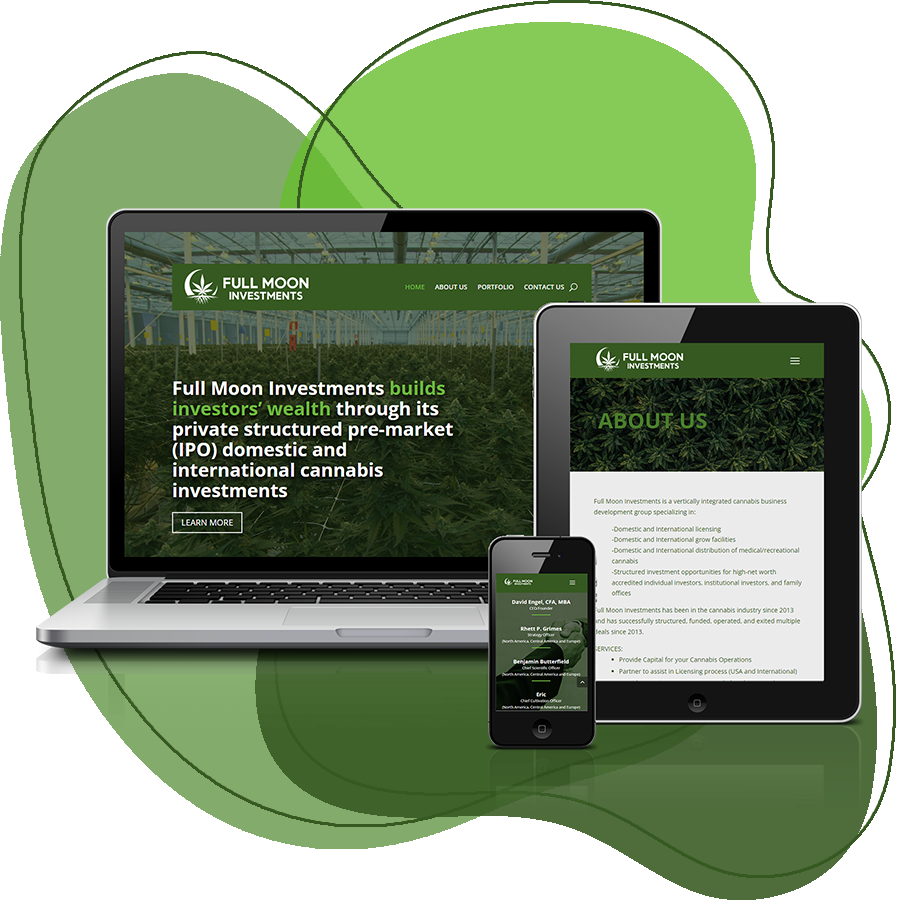 FULL MOON
INVESTMENTS
HOME ABOUT US PORTFOLIO CONTACT US
Full Moon Investments builds
investors’ wealth through its
private structured pre-market
(IPO) domestic and
international cannabis
investments
LEARN MORE
FULL MOON
INVESTMENTS
ABOUT US
Full Moon Investments is a vertically integrated cannabis business
development group specializing in:
-Domestic and International licensing
-Domestic and International grow facilities
-Domestic and International distribution of medical/recreational
cannabis
-Structured Investment opportunities for high-net worth
accredited individual investors, institutional investors, and family
offices
Full Moon Investments has been in the cannabis industry since 2013
and has successfully structured, funded, operated, and exited multiple
deals since 2013.
SERVICES:
• Provide Capital for your Cannabis Operations
• Partner to assist in Licensing process (USA and International)
FULL MOON
INVESTMENTS
David Engel, CFA, MBA
CEO/Founder
Rhett P. Grimes
Strategy Officer
(North America, Central America and Europe)
Benjamin Butterfield
Chief Scientific Officer
(North America, Central America and Europe)
Eric
Chief Cultivation Officer
(North America, Central America and Europe)